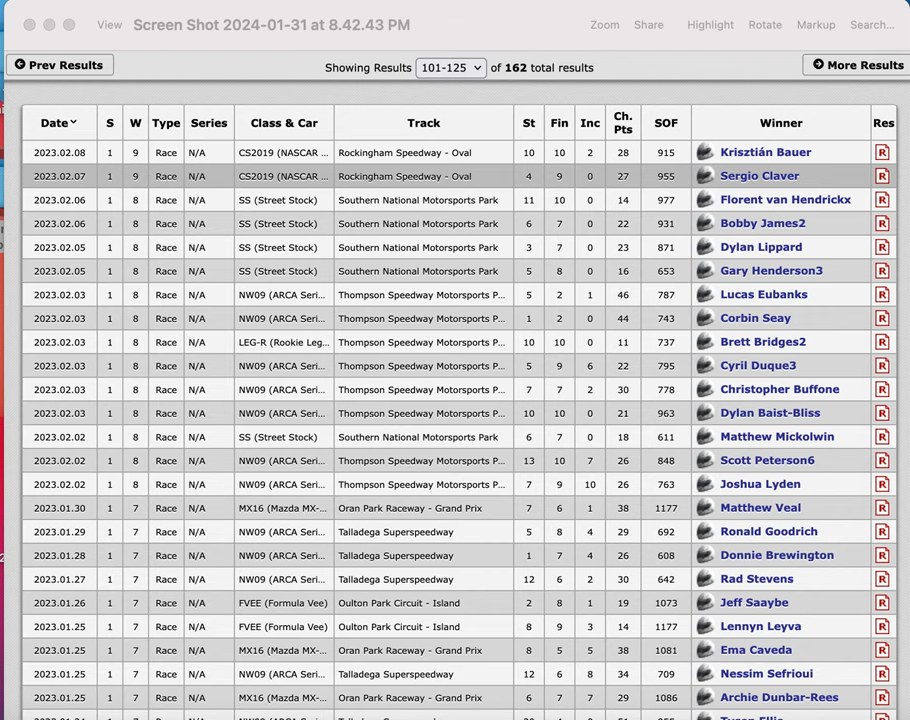 View Screen Shot 2024-01-31 at 8.42.43 PM Zoom Share Highlight Rotate Markup Search...
Prev Results Showing Results 101-125 of 162 total results More Results
Date S W Type Series Class & Car Track St Fin Inc Ch. Pts SOF Winner Res
2023.02.08 1 9 Race N/A CS2019 (NASCAR ... Rockingham Speedway - Oval 10 10 2 28 915 Krisztián Bauer R
2023.02.07 1 9 Race N/A CS2019 (NASCAR ... Rockingham Speedway - Oval 4 9 0 27 955 Sergio Claver R
2023.02.06 1 8 Race N/A SS (Street Stock) Southern National Motorsports Park 11 10 0 14 977 Florent van Hendrickx R
2023.02.06 1 8 Race N/A SS (Street Stock) Southern National Motorsports Park 6 7 0 22 931 Bobby James2 R
2023.02.05 1 8 Race N/A SS (Street Stock) Southern National Motorsports Park 3 7 0 23 871 Dylan Lippard R
2023.02.05 1 8 Race N/A SS (Street Stock) Southern National Motorsports Park 5 8 0 16 653 Gary Henderson3 R
2023.02.03 1 8 Race N/A NW09 (ARCA Seri... Thompson Speedway Motorsports P... 5 2 1 46 787 Lucas Eubanks R
2023.02.03 1 8 Race N/A NW09 (ARCA Seri... Thompson Speedway Motorsports P... 1 2 0 44 743 Corbin Seay R
2023.02.03 1 8 Race N/A LEG-R (Rookie Leg... Thompson Speedway Motorsports P... 10 10 0 11 737 Brett Bridges2 R
2023.02.03 1 8 Race N/A NW09 (ARCA Seri... Thompson Speedway Motorsports P... 5 9 6 22 795 Cyril Duque3 R
2023.02.03 1 8 Race N/A NW09 (ARCA Seri... Thompson Speedway Motorsports P... 7 7 2 30 778 Christopher Buffone R
2023.02.03 1 8 Race N/A NW09 (ARCA Seri... Thompson Speedway Motorsports P... 10 10 0 21 963 Dylan Baist-Bliss R
2023.02.02 1 8 Race N/A SS (Street Stock) Southern National Motorsports Park 6 7 0 18 611 Matthew Mickolwin R
2023.02.02 1 8 Race N/A NW09 (ARCA Seri... Thompson Speedway Motorsports P... 13 10 7 26 848 Scott Peterson6 R
2023.02.02 1 8 Race N/A NW09 (ARCA Seri... Thompson Speedway Motorsports P... 7 9 10 26 763 Joshua Lyden R
2023.01.30 1 7 Race N/A MX16 (Mazda MX-... Oran Park Raceway - Grand Prix 7 6 1 38 1177 Matthew Veal R
2023.01.29 1 7 Race N/A NW09 (ARCA Seri... Talladega Superspeedway 5 8 4 29 692 Ronald Goodrich R
2023.01.28 1 7 Race N/A NW09 (ARCA Seri... Talladega Superspeedway 1 7 4 26 608 Donnie Brewington R
2023.01.27 1 7 Race N/A NW09 (ARCA Seri... Talladega Superspeedway 12 6 2 30 642 Rad Stevens R
2023.01.26 1 7 Race N/A FVEE (Formula Vee) Oulton Park Circuit - Island 2 8 1 19 1073 Jeff Saaybe R
2023.01.25 1 7 Race N/A FVEE (Formula Vee) Oulton Park Circuit - Island 8 9 3 14 1177 Lennyn Leyva R
2023.01.25 1 7 Race N/A MX16 (Mazda MX-... Oran Park Raceway - Grand Prix 8 5 5 38 1081 Ema Caveda R
2023.01.25 1 7 Race N/A NW09 (ARCA Seri... Talladega Superspeedway 12 6 8 34 709 Nessim Sefrioui R
2023.01.25 1 7 Race N/A MX16 (Mazda MX-... Oran Park Raceway - Grand Prix 6 7 7 29 1086 Archie Dunbar-Rees R